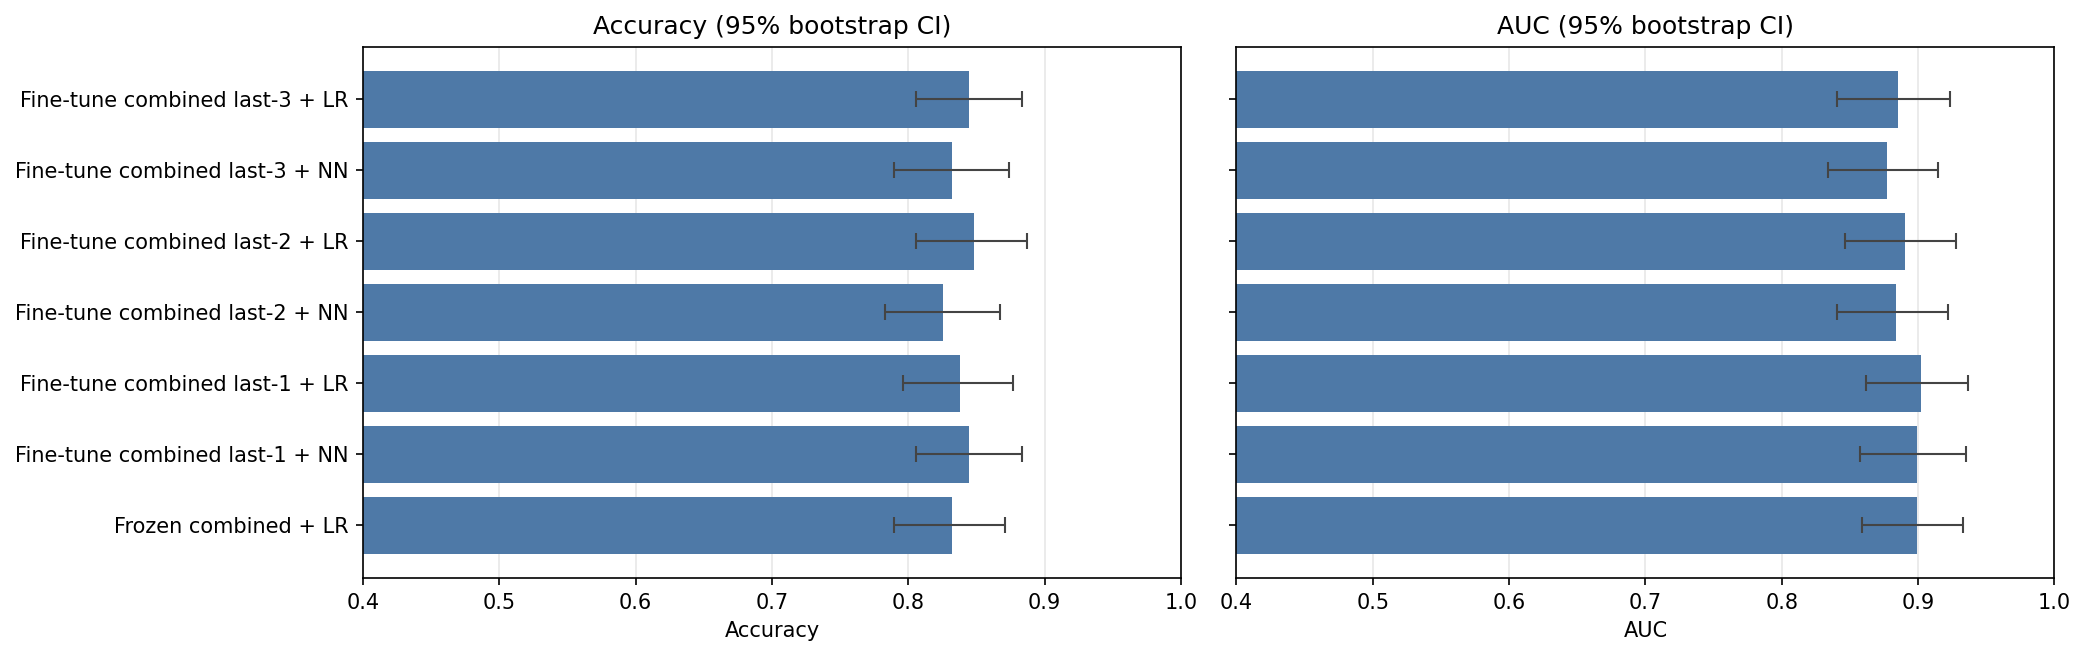 Accuracy (95% bootstrap CI)
Fine-tune combined last-3 + LR
Fine-tune combined last-3 + NN
Fine-tune combined last-2 + LR
Fine-tune combined last-2 + NN
Fine-tune combined last-1 + LR
Fine-tune combined last-1 + NN
Frozen combined + LR
0.4 0.5 0.6 0.7 0.8 0.9 1.0
Accuracy
AUC (95% bootstrap CI)
0.4 0.5 0.6 0.7 0.8 0.9 1.0
AUC